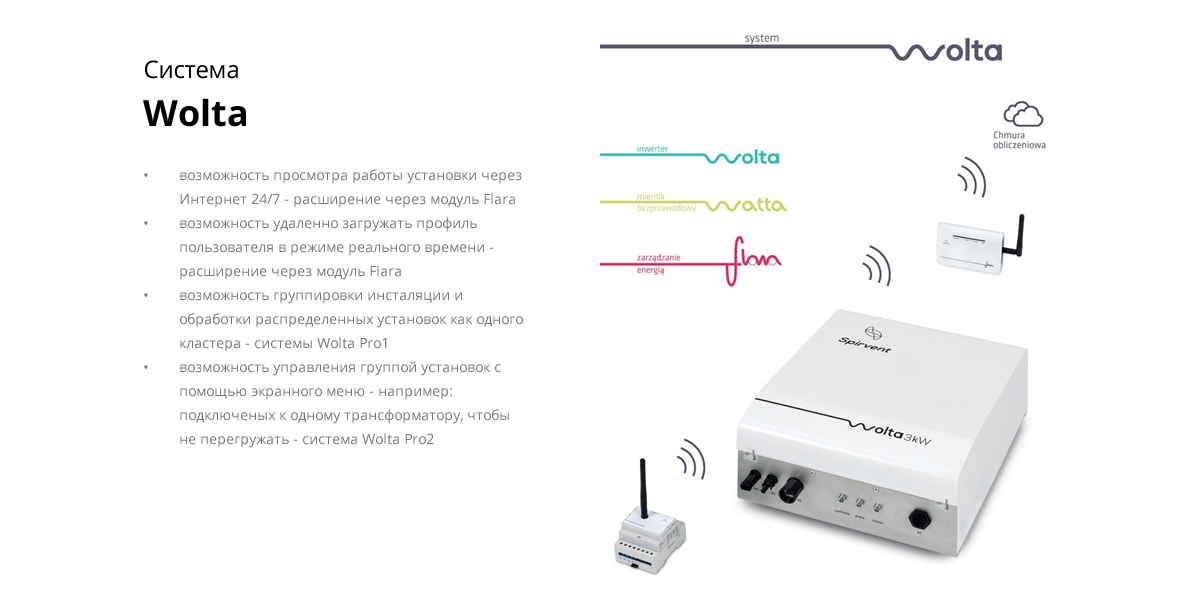 Система
Wolta
• возможность просмотра работы установки через
Интернет 24/7 - расширение через модуль Flara
• возможность удаленно загружать профиль
пользователя в режиме реального времени -
расширение через модуль Flara
• возможность группировки инсталяции и
обработки распределенных установок как одного
кластера - системы Wolta Pro1
• возможность управления группой установок с
помощью экранного меню - например:
подключеных к одному трансформатору, чтобы
не перегружать - система Wolta Pro2
system
Wolta
Chmura
obliczeniowa
inwerter
Wolta
miernik
bezprzewodowy
Watta
zarządzanie
energią
flara
Spirvent
Wolta 3kW
praca
status